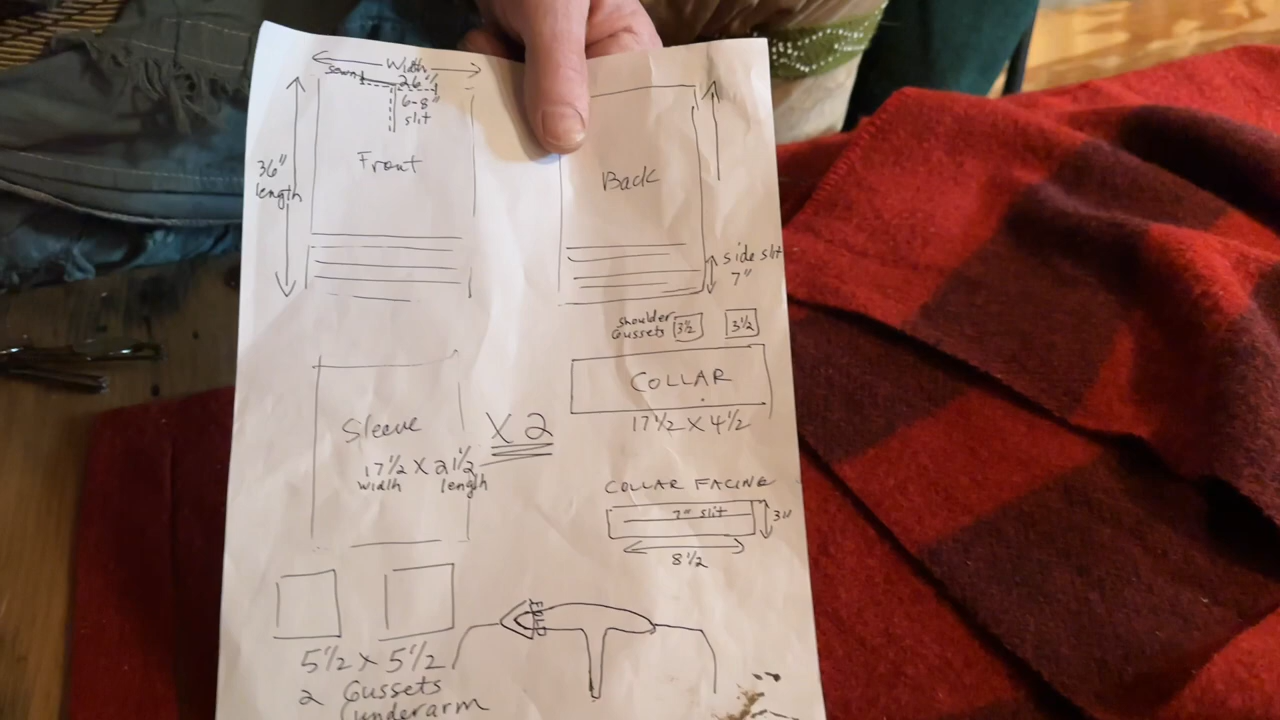 Width
sewn 26"
6-8"
slit
36"
length
Front
Back
side slit
7"
shoulder
Gussets 3½ 3½
COLLAR
17½ X 4½
Sleeve
X 2
17½ X 21½
width length
COLLAR FACING
7" slit
3"
8½
5½ x 5½
2 Gussets
(underarm
FOLD